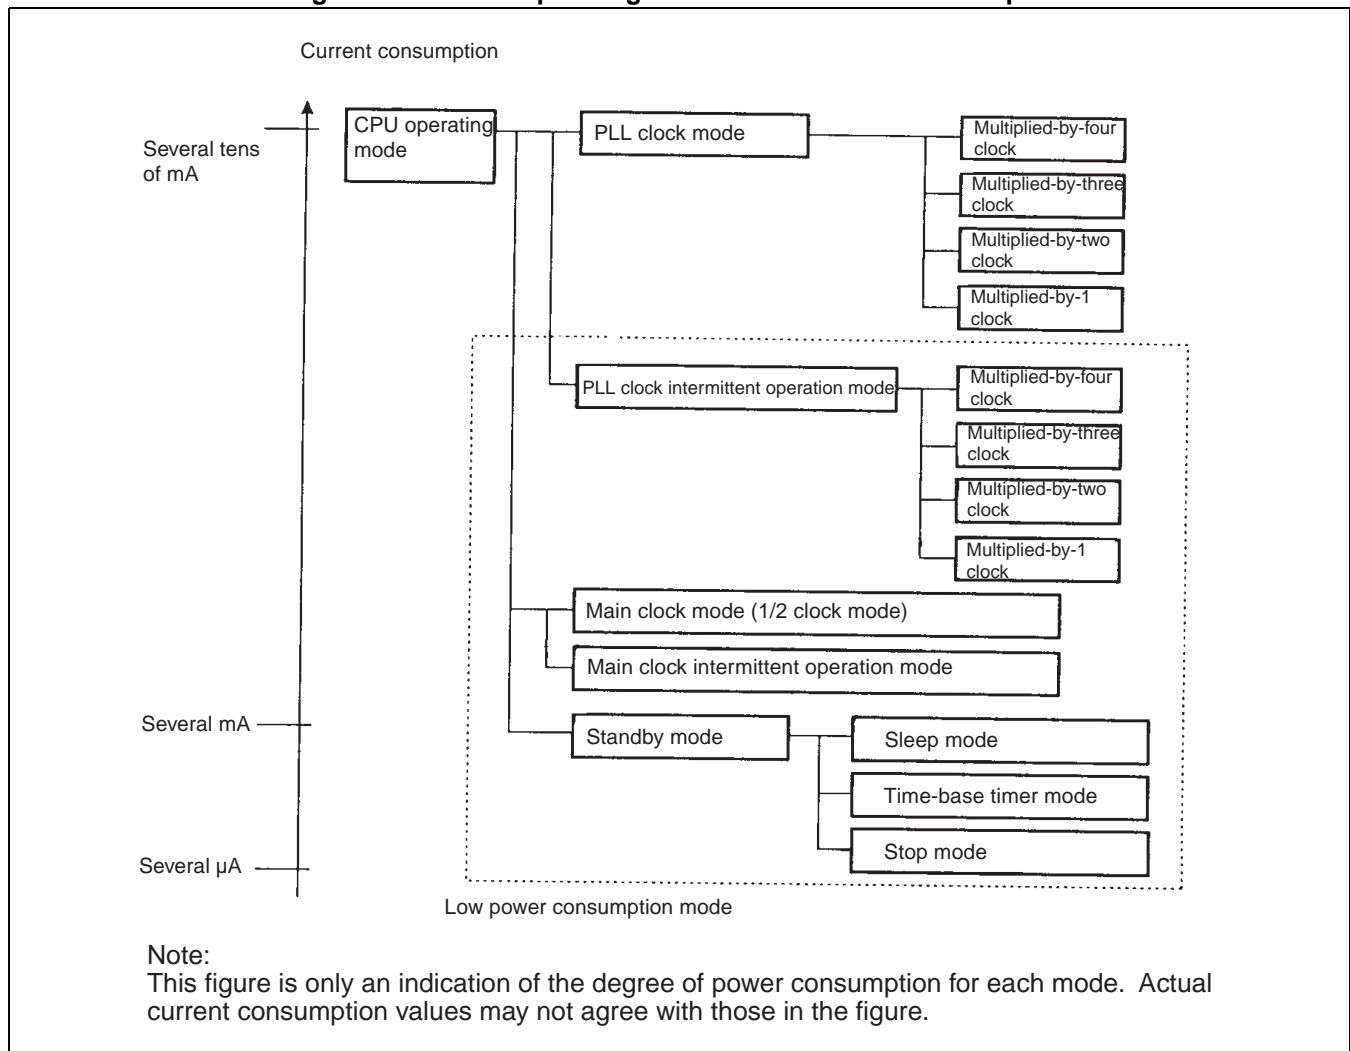 Current consumption
Several tens
of mA
CPU operating
mode
PLL clock mode
Multiplied-by-four
clock
Multiplied-by-three
clock
Multiplied-by-two
clock
Multiplied-by-1
clock
PLL clock intermittent operation mode
Multiplied-by-four
clock
Multiplied-by-three
clock
Multiplied-by-two
clock
Multiplied-by-1
clock
Main clock mode (1/2 clock mode)
Main clock intermittent operation mode
Several mA
Standby mode
Sleep mode
Time-base timer mode
Stop mode
Several µA
Low power consumption mode
Note:
This figure is only an indication of the degree of power consumption for each mode. Actual
current consumption values may not agree with those in the figure.